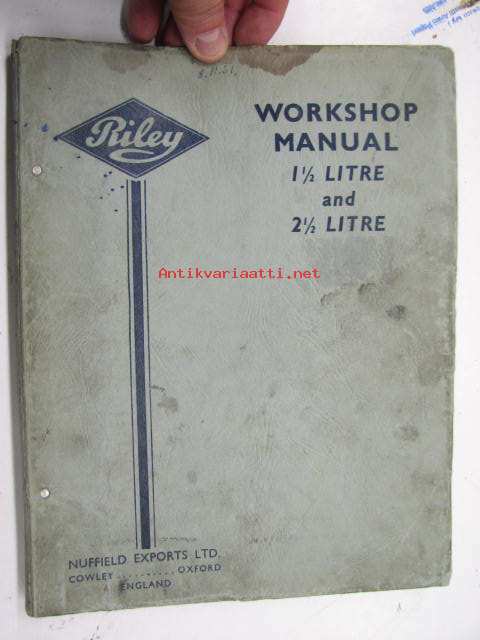 Riley
WORKSHOP
MANUAL
1½ LITRE
and
2½ LITRE
Antikvariaatti.net
NUFFIELD EXPORTS LTD.
COWLEY .......... OXFORD
ENGLAND